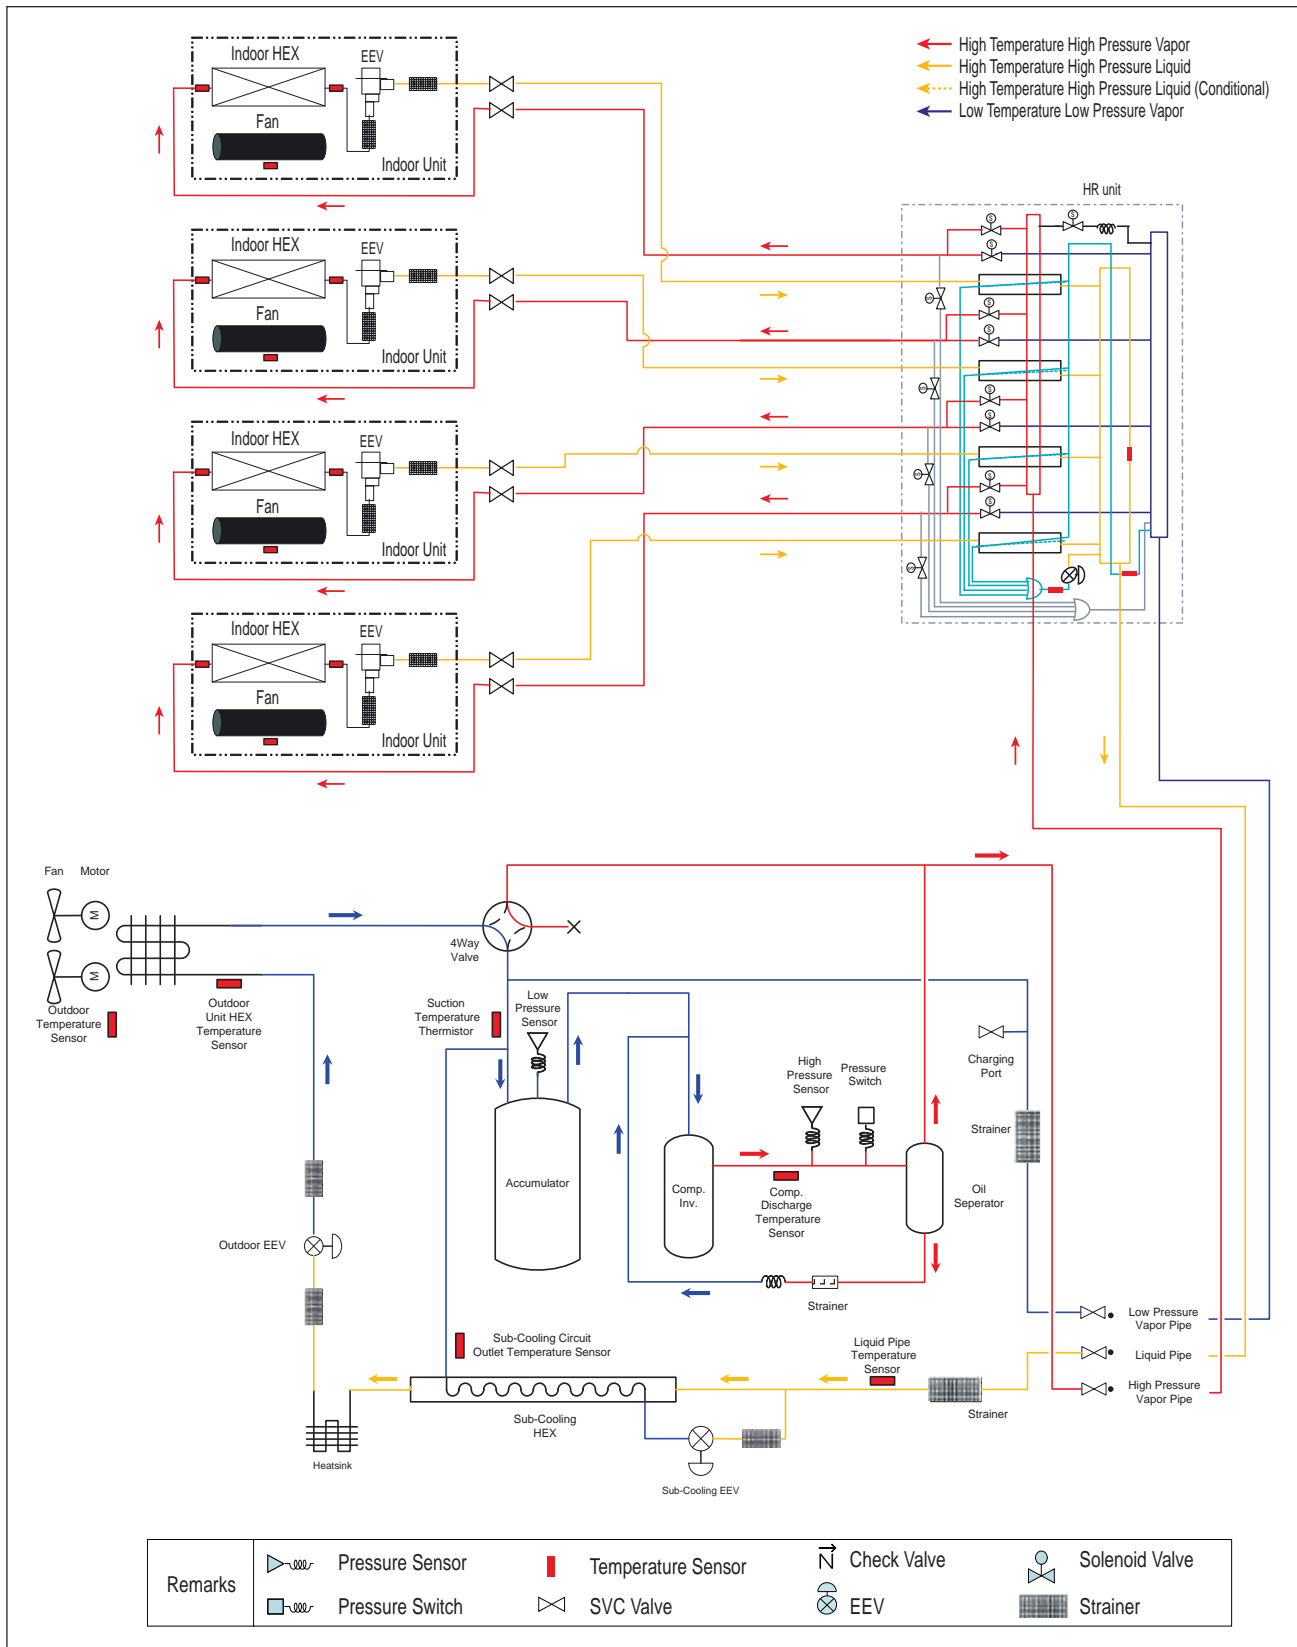 High Temperature High Pressure Vapor
High Temperature High Pressure Liquid
High Temperature High Pressure Liquid (Conditional)
Low Temperature Low Pressure Vapor
Indoor HEX
EEV
Fan
Indoor Unit
HR unit
S
S
S
S
S
S
S
S
S
S
S
S
S
Indoor HEX
EEV
Fan
Indoor Unit
Indoor HEX
EEV
Fan
Indoor Unit
Indoor HEX
EEV
Fan
Indoor Unit
Fan
Motor
M
M
4Way
Valve
Outdoor
Temperature
Sensor
Outdoor
Unit HEX
Temperature
Sensor
Suction
Temperature
Thermistor
Low
Pressure
Sensor
High
Pressure
Sensor
Pressure
Switch
Charging
Port
Strainer
Accumulator
Comp.
Inv.
Comp.
Discharge
Temperature
Sensor
Oil
Seperator
Outdoor EEV
Strainer
Sub-Cooling Circuit
Outlet Temperature Sensor
Liquid Pipe
Temperature
Sensor
Low Pressure
Vapor Pipe
Liquid Pipe
High Pressure
Vapor Pipe
Strainer
Sub-Cooling
HEX
Heatsink
Sub-Cooling EEV
Remarks
Pressure Sensor
Temperature Sensor
N
Check Valve
Solenoid Valve
Pressure Switch
SVC Valve
EEV
Strainer